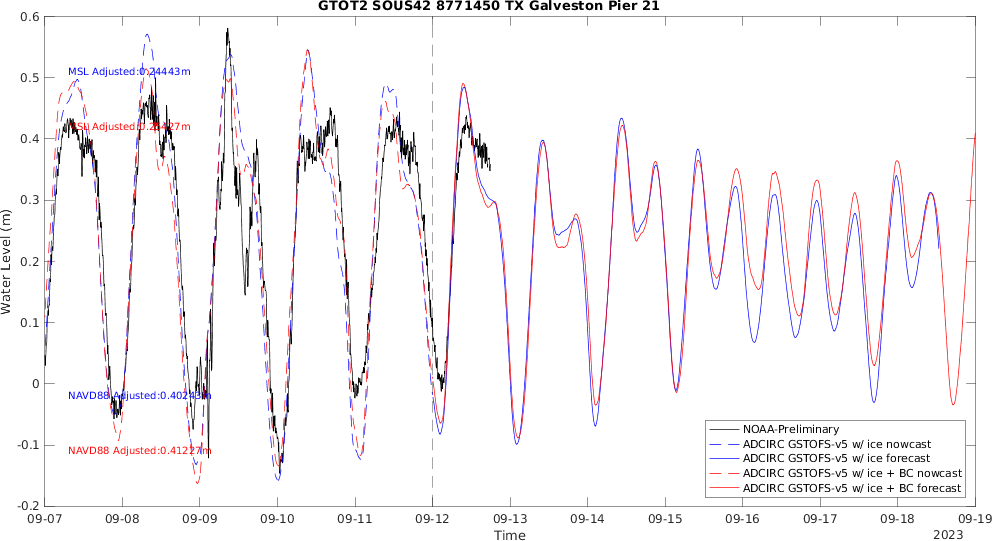 GTOT2 SOUS42 8771450 TX Galveston Pier 21
0.6
0.5
0.4
0.3
0.2
0.1
0
-0.1
-0.2
Water Level (m)
MSL Adjusted:0.24443m
NAVD88 Adjusted:0.40243m
NAVD88 Adjusted:0.41227m
NOAA-Preliminary
ADCIRC GSTOFS-v5 w/ ice nowcast
ADCIRC GSTOFS-v5 w/ ice forecast
ADCIRC GSTOFS-v5 w/ ice + BC nowcast
ADCIRC GSTOFS-v5 w/ ice + BC forecast
09-07 09-08 09-09 09-10 09-11 09-12 09-13 09-14 09-15 09-16 09-17 09-18 09-19
Time
2023